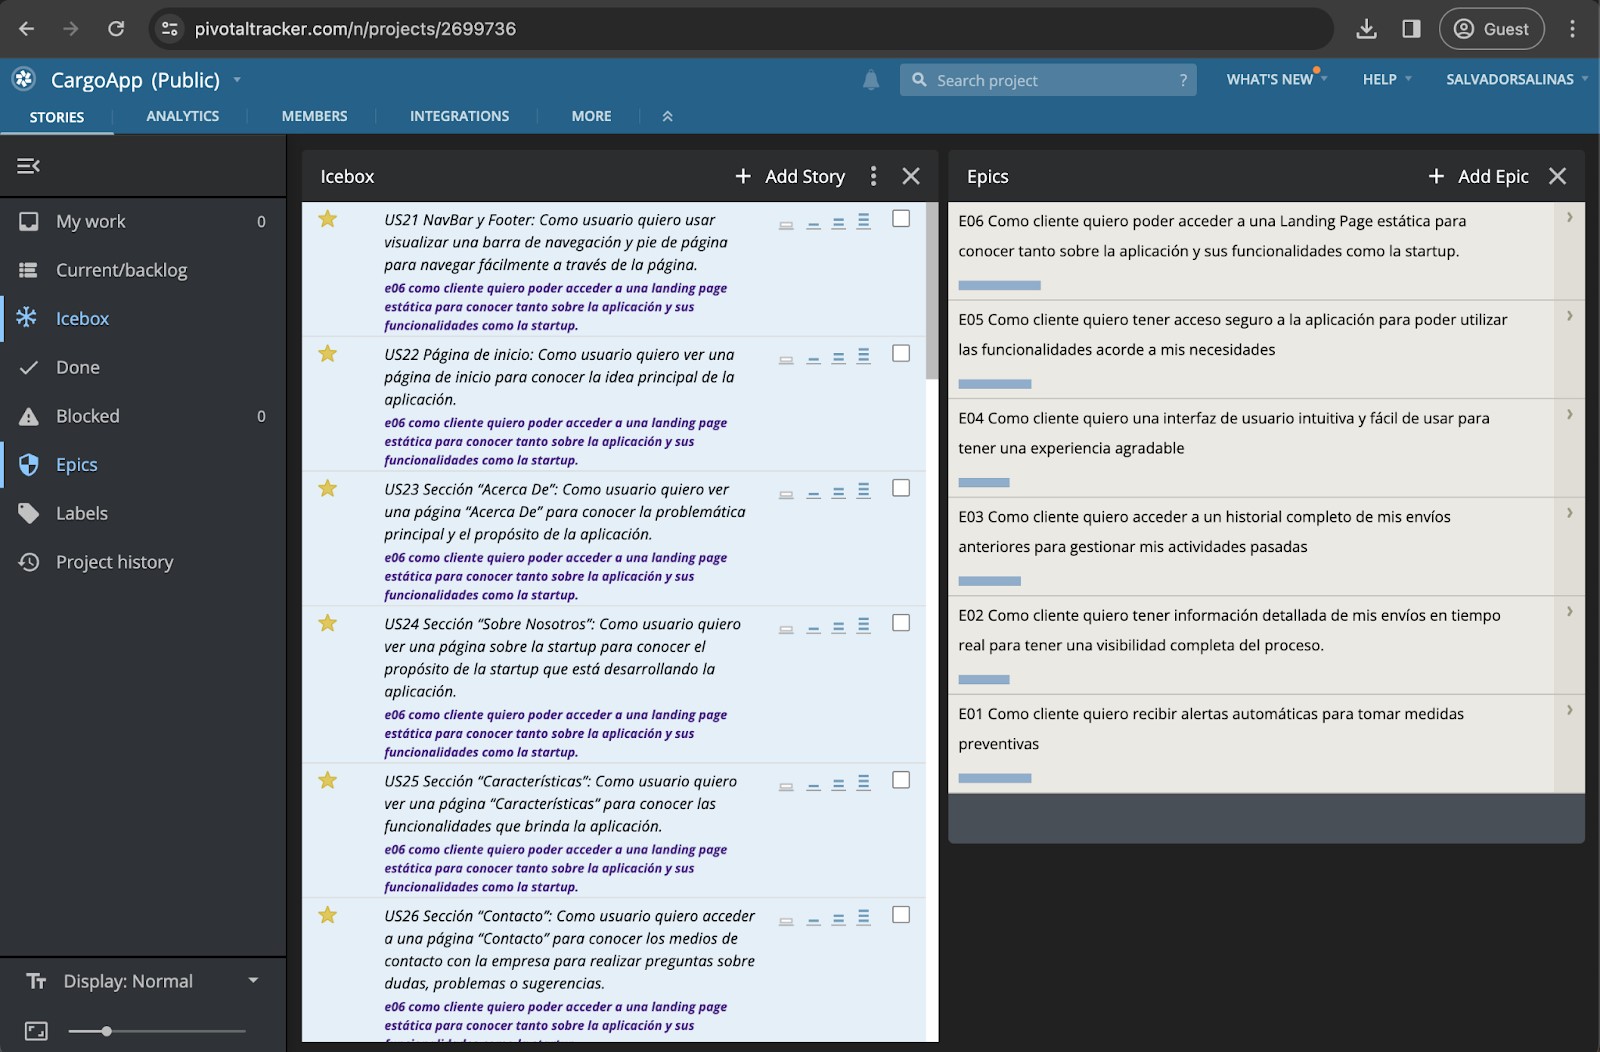 pivotaltracker.com/n/projects/2699736
Guest
CargoApp (Public)
Search project
?
WHAT'S NEW
HELP
SALVADORSALINAS
STORIES
ANALYTICS
MEMBERS
INTEGRATIONS
MORE
My work 0
Current/backlog
Icebox
Done
Blocked 0
Epics
Labels
Project history
Display: Normal
Icebox
+ Add Story
US21 NavBar y Footer: Como usuario quiero usar
visualizar una barra de navegación y pie de página
para navegar fácilmente a través de la página.
e06 como cliente quiero poder acceder a una landing page
estática para conocer tanto sobre la aplicación y sus
funcionalidades como la startup.
US22 Página de inicio: Como usuario quiero ver una
página de inicio para conocer la idea principal de la
aplicación.
e06 como cliente quiero poder acceder a una landing page
estática para conocer tanto sobre la aplicación y sus
funcionalidades como la startup.
US23 Sección “Acerca De”: Como usuario quiero ver
una página “Acerca De” para conocer la problemática
principal y el propósito de la aplicación.
e06 como cliente quiero poder acceder a una landing page
estática para conocer tanto sobre la aplicación y sus
funcionalidades como la startup.
US24 Sección “Sobre Nosotros”: Como usuario quiero
ver una página sobre la startup para conocer el
propósito de la startup que está desarrollando la
aplicación.
e06 como cliente quiero poder acceder a una landing page
estática para conocer tanto sobre la aplicación y sus
funcionalidades como la startup.
US25 Sección “Características”: Como usuario quiero
ver una página “Características” para conocer las
funcionalidades que brinda la aplicación.
e06 como cliente quiero poder acceder a una landing page
estática para conocer tanto sobre la aplicación y sus
funcionalidades como la startup.
US26 Sección “Contacto”: Como usuario quiero acceder
a una página “Contacto” para conocer los medios de
contacto con la empresa para realizar preguntas sobre
dudas, problemas o sugerencias.
e06 como cliente quiero poder acceder a una landing page
estática para conocer tanto sobre la aplicación y sus
Epics
+ Add Epic
E06 Como cliente quiero poder acceder a una Landing Page estática para
conocer tanto sobre la aplicación y sus funcionalidades como la startup.
E05 Como cliente quiero tener acceso seguro a la aplicación para poder utilizar
las funcionalidades acorde a mis necesidades
E04 Como cliente quiero una interfaz de usuario intuitiva y fácil de usar para
tener una experiencia agradable
E03 Como cliente quiero acceder a un historial completo de mis envíos
anteriores para gestionar mis actividades pasadas
E02 Como cliente quiero tener información detallada de mis envíos en tiempo
real para tener una visibilidad completa del proceso.
E01 Como cliente quiero recibir alertas automáticas para tomar medidas
preventivas